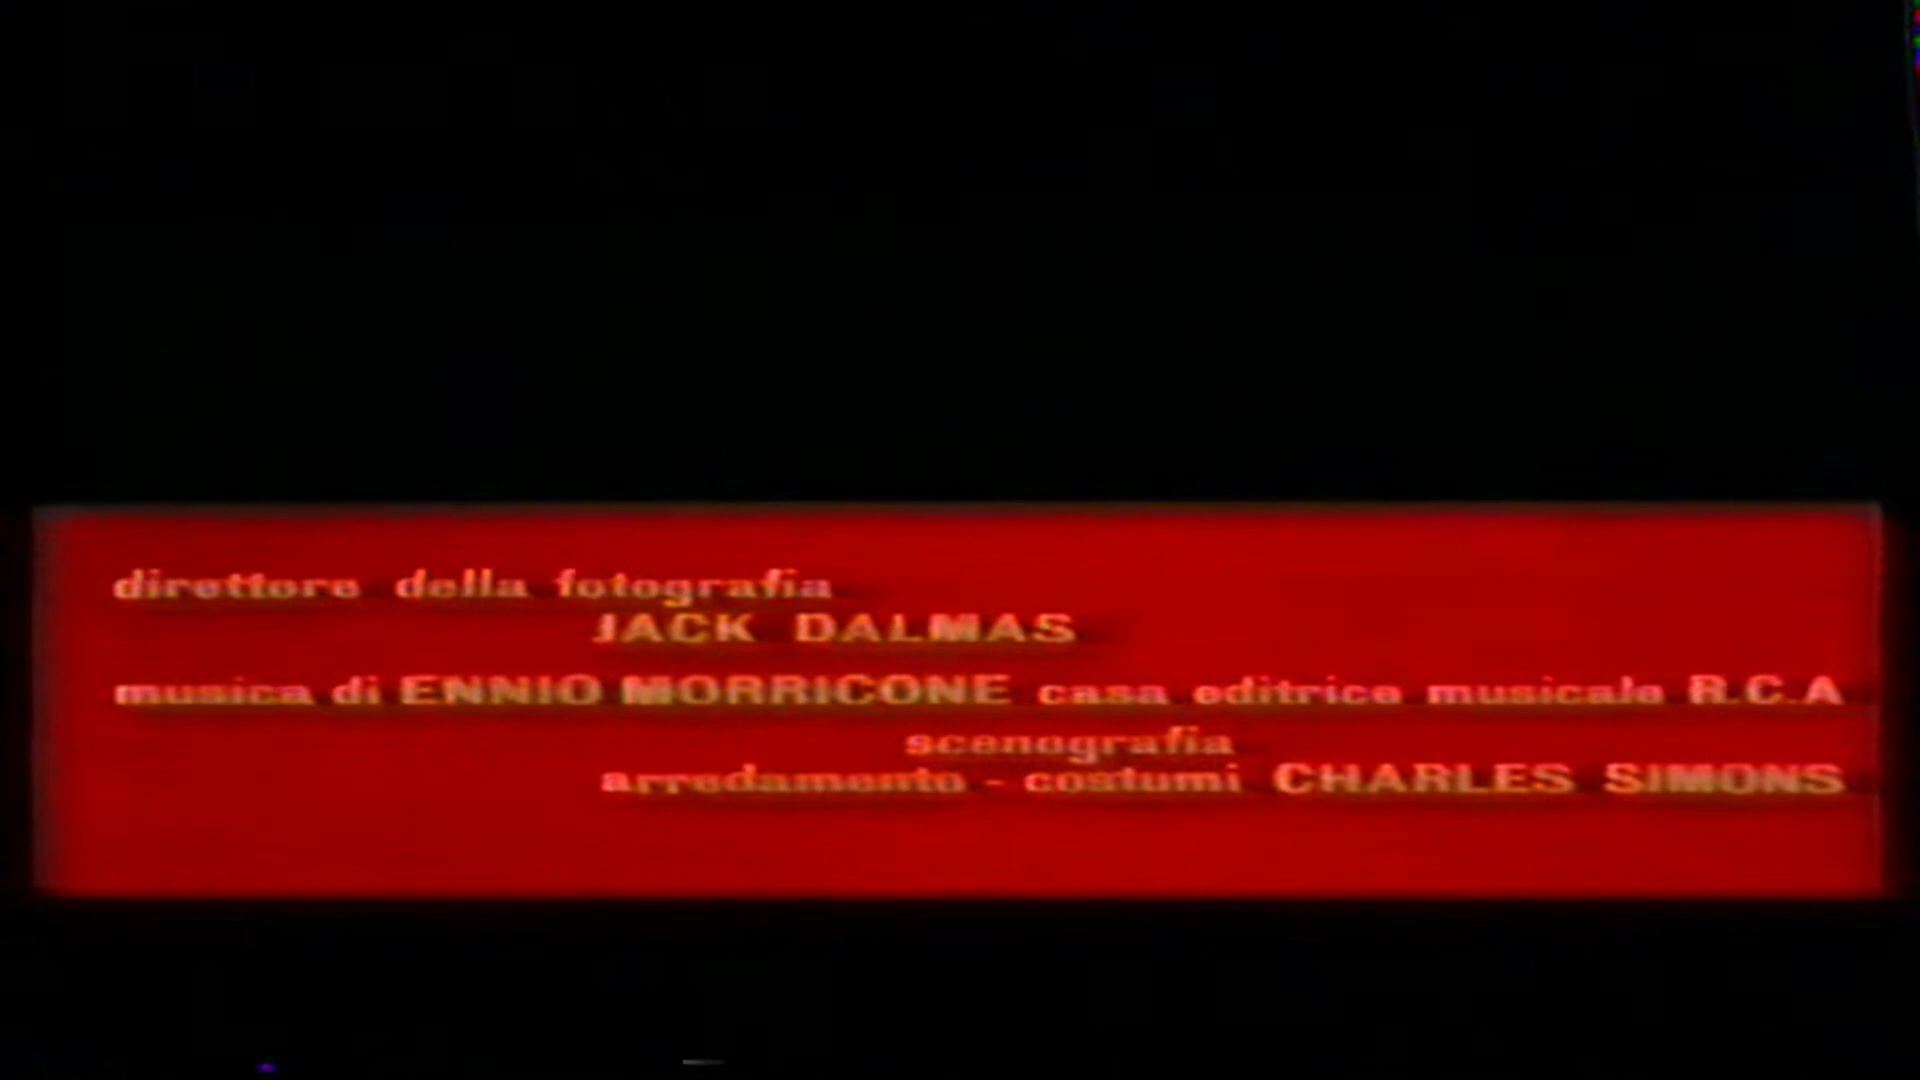 direttore della fotografia
JACK DALMAS
musica di ENNIO MORRICONE casa editrice musicale R.C.A
scenografia
arredamento - costumi CHARLES SIMONS